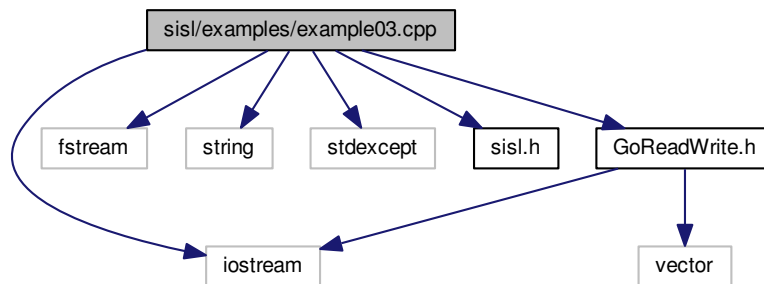 sisl/examples/example03.cpp
fstream
string
stdexcept
sisl.h
GoReadWrite.h
iostream
vector